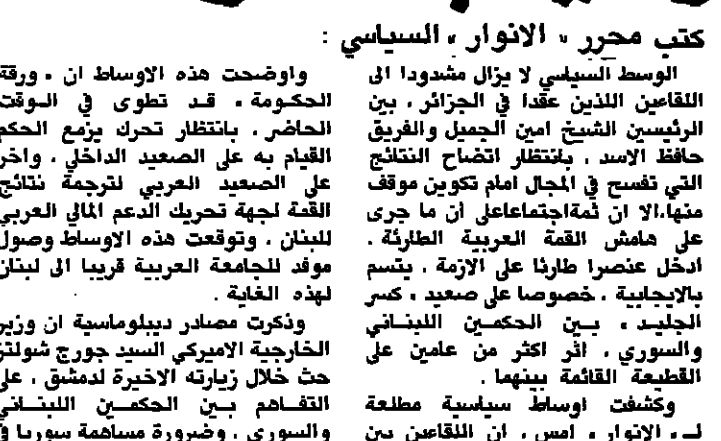 كتب محرر « الانوار » السياسي :
الوسط السياسي لا يزال مشدودا الى
اللقاعين اللذين عقدا في الجزائر ، بين
الرئيسين الشيخ امين الجميل والفريق
حافظ الاسد ، بانتظار اتضاح النتائج
التي تفسح في المجال امام تكوين موقف
منها،الا ان ثمةاجتماعاعلى ان ما جرى
على هامش القمة العربية الطارئة .
ادخل عنصرا طارئا على الازمة ، يتسم
بالايجابية ، خصوصا على صعيد « كسر
الجليد » بين الحكمين اللبناني
والسوري ، اثر اكثر من عامين على
القطيعة القائمة بينهما .
وكشفت اوساط سياسية مطلعة
لـ « الانوار » امس ، ان اللقاعين بين
واوضحت هذه الاوساط ان « ورقة
الحكومة » قد تطوى في الوقت
الحاضر ، بانتظار تحرك يزمع الحكم
القيام به على الصعيد الداخلي ، واخر
على الصعيد العربي لترجمة نتائج
القمة لجهة تحريك الدعم المالي العربي
للبنان ، وتوقعت هذه الاوساط وصول
موفد للجامعة العربية قريبا الى لبنان
لهذه الغاية .
وذكرت مصادر ديبلوماسية ان وزير
الخارجية الاميركي السيد جورج شولتز
حث خلال زيارته الاخيرة لدمشق ، على
التفاهم بين الحكمين اللبناني
والسوري ، وضرورة مساهمة سوريا في